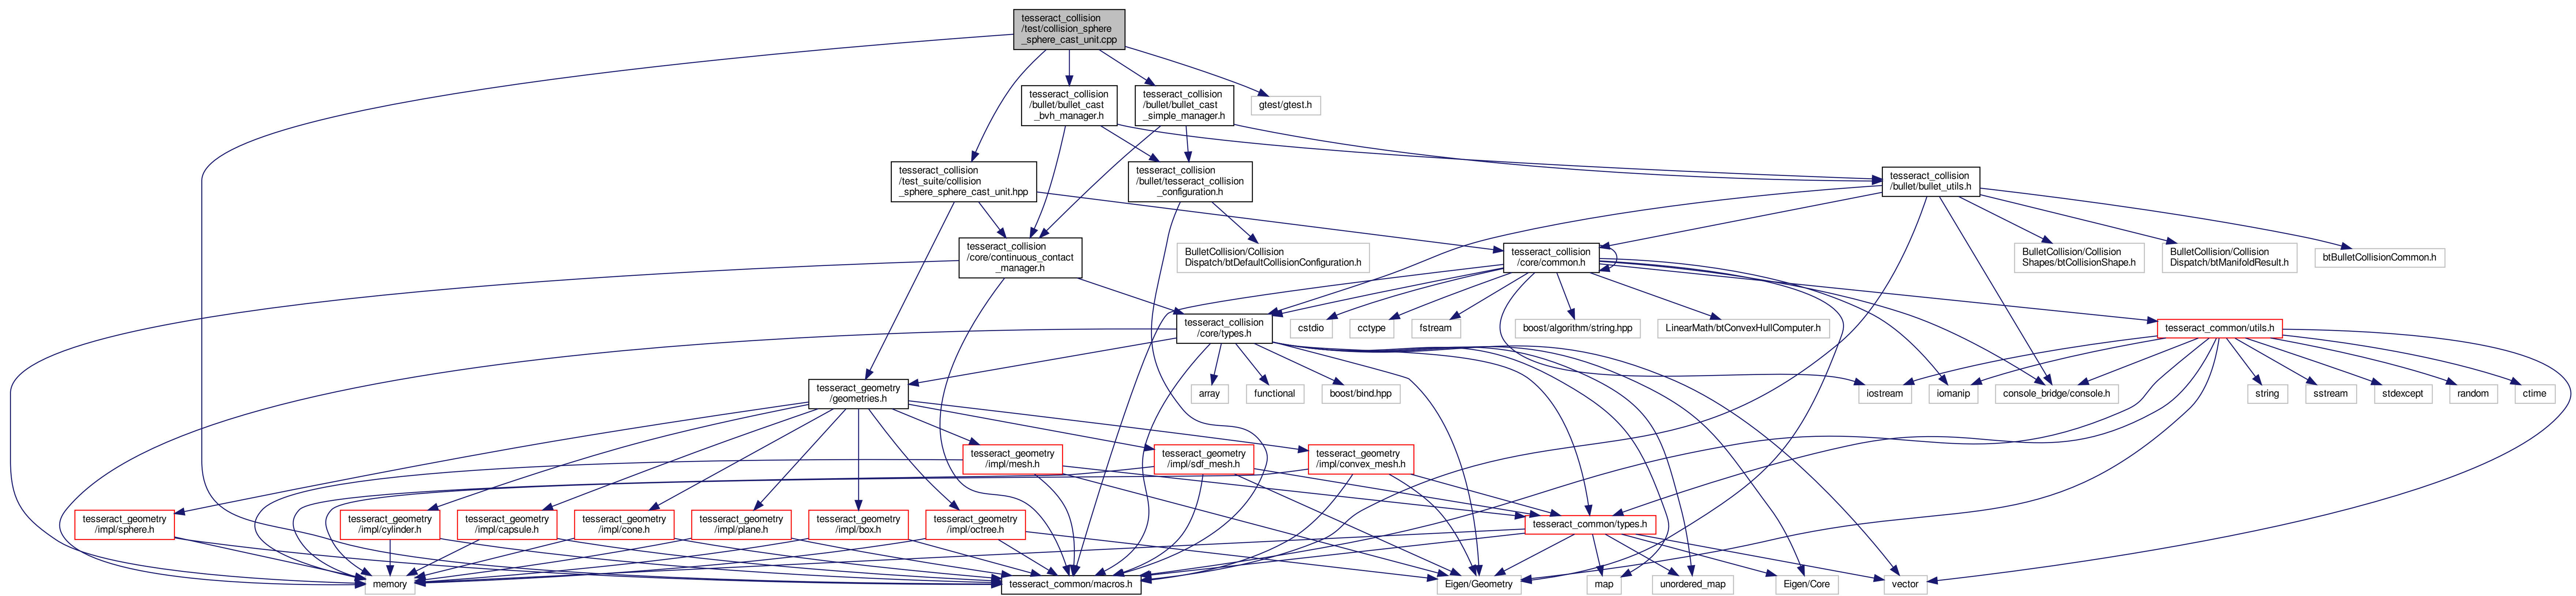 tesseract_collision
/test/collision_sphere
_sphere_cast_unit.cpp
tesseract_collision
/bullet/bullet_cast
_bvh_manager.h
tesseract_collision
/bullet/bullet_cast
_simple_manager.h
gtest/gtest.h
tesseract_collision
/test_suite/collision
_sphere_sphere_cast_unit.hpp
tesseract_collision
/bullet/tesseract_collision
_configuration.h
tesseract_collision
/bullet/bullet_utils.h
tesseract_collision
/core/continuous_contact
_manager.h
BulletCollision/Collision
Dispatch/btDefaultCollisionConfiguration.h
tesseract_collision
/core/common.h
BulletCollision/Collision
Shapes/btCollisionShape.h
BulletCollision/Collision
Dispatch/btManifoldResult.h
btBulletCollisionCommon.h
tesseract_collision
/core/types.h
cstdio
cctype
fstream
boost/algorithm/string.hpp
LinearMath/btConvexHullComputer.h
tesseract_common/utils.h
tesseract_geometry
/geometries.h
array
functional
boost/bind.hpp
iostream
iomanip
console_bridge/console.h
string
sstream
stdexcept
random
ctime
tesseract_geometry
/impl/mesh.h
tesseract_geometry
/impl/sdf_mesh.h
tesseract_geometry
/impl/convex_mesh.h
tesseract_geometry
/impl/sphere.h
tesseract_geometry
/impl/cylinder.h
tesseract_geometry
/impl/capsule.h
tesseract_geometry
/impl/cone.h
tesseract_geometry
/impl/plane.h
tesseract_geometry
/impl/box.h
tesseract_geometry
/impl/octree.h
tesseract_common/types.h
memory
tesseract_common/macros.h
Eigen/Geometry
map
unordered_map
Eigen/Core
vector